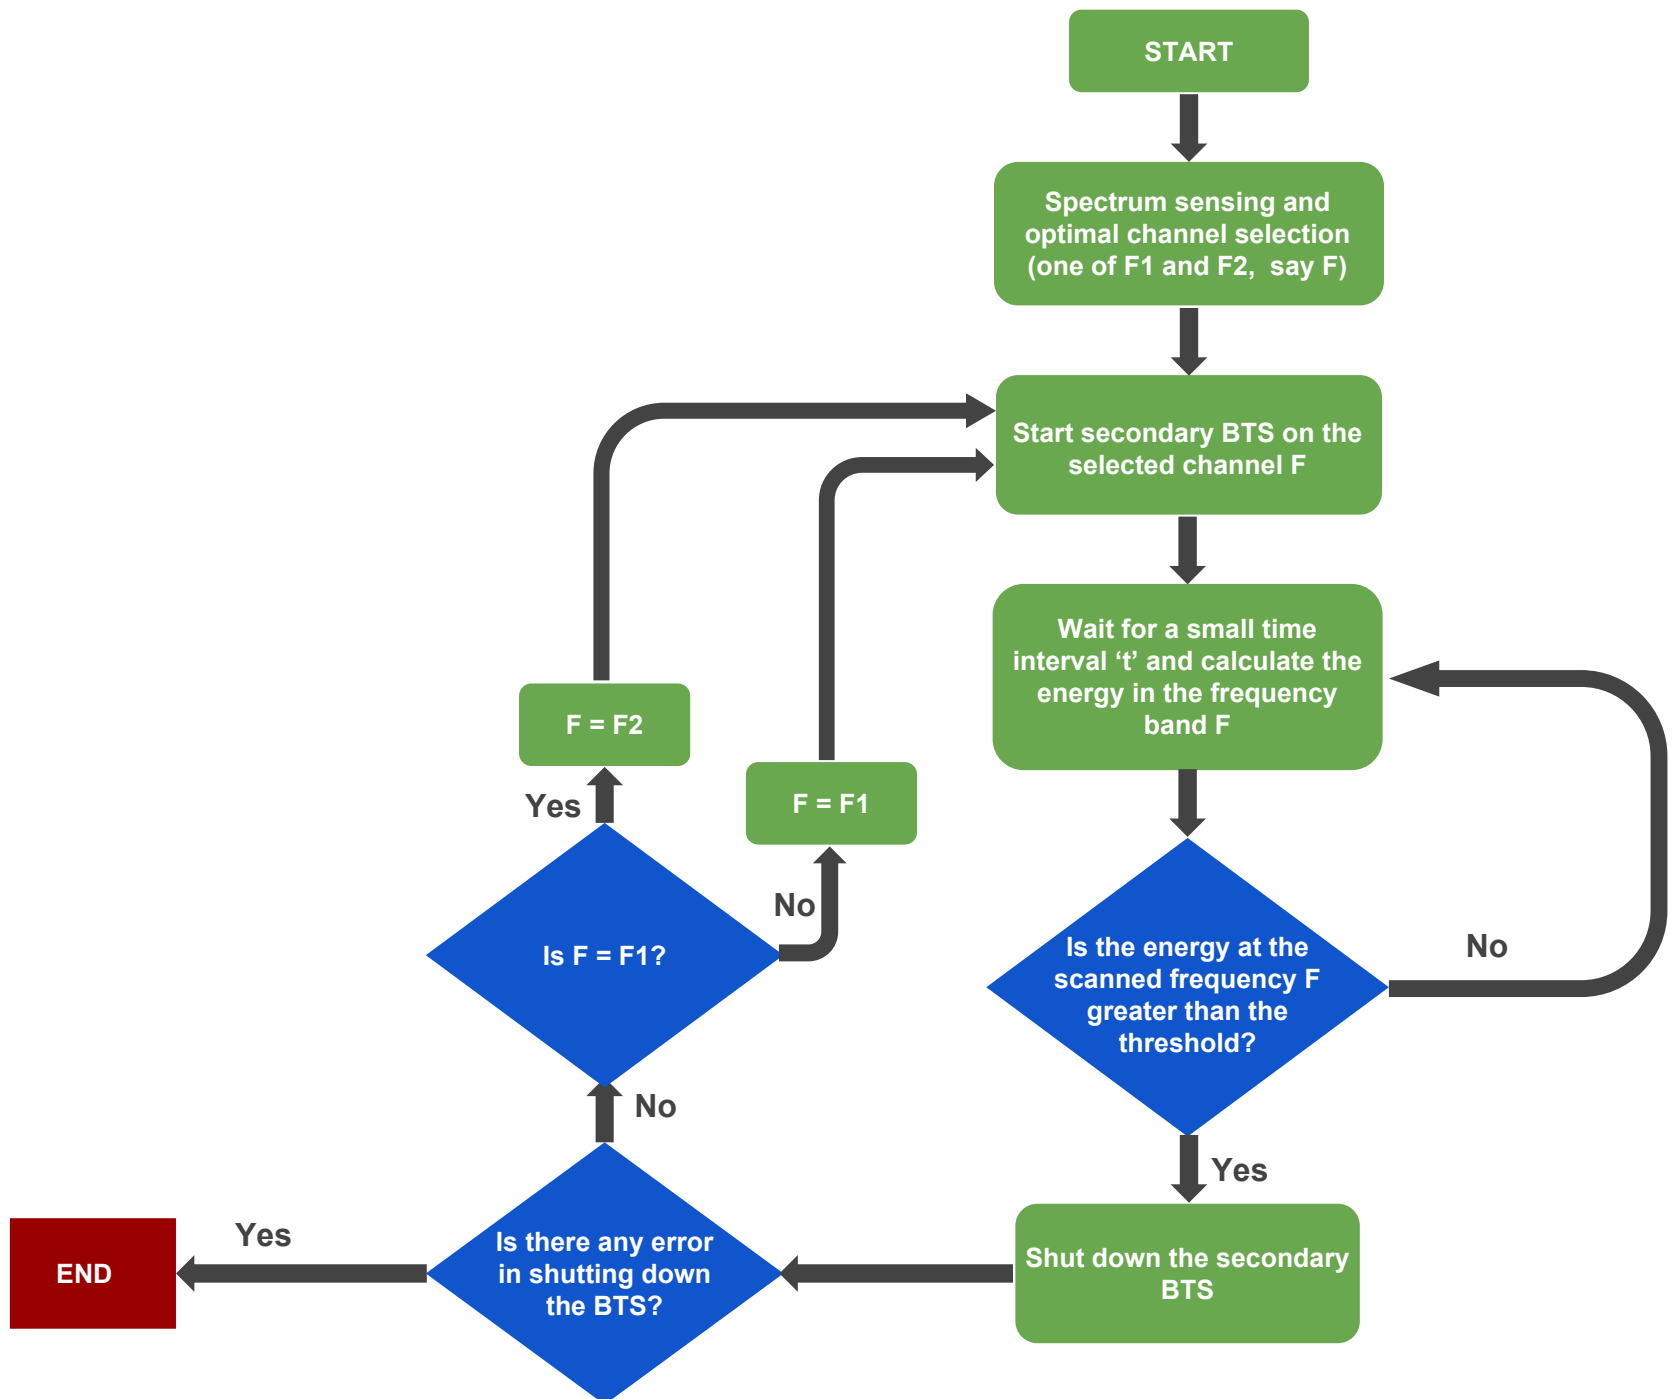 START
Spectrum sensing and
optimal channel selection
(one of F1 and F2, say F)
Start secondary BTS on the
selected channel F
Wait for a small time
interval ‘t’ and calculate the
energy in the frequency
band F
F = F2
Yes
F = F1
No
Is F = F1?
Is the energy at the
scanned frequency F
greater than the
threshold?
No
No
Yes
Shut down the secondary
BTS
Is there any error
in shutting down
the BTS?
Yes
END